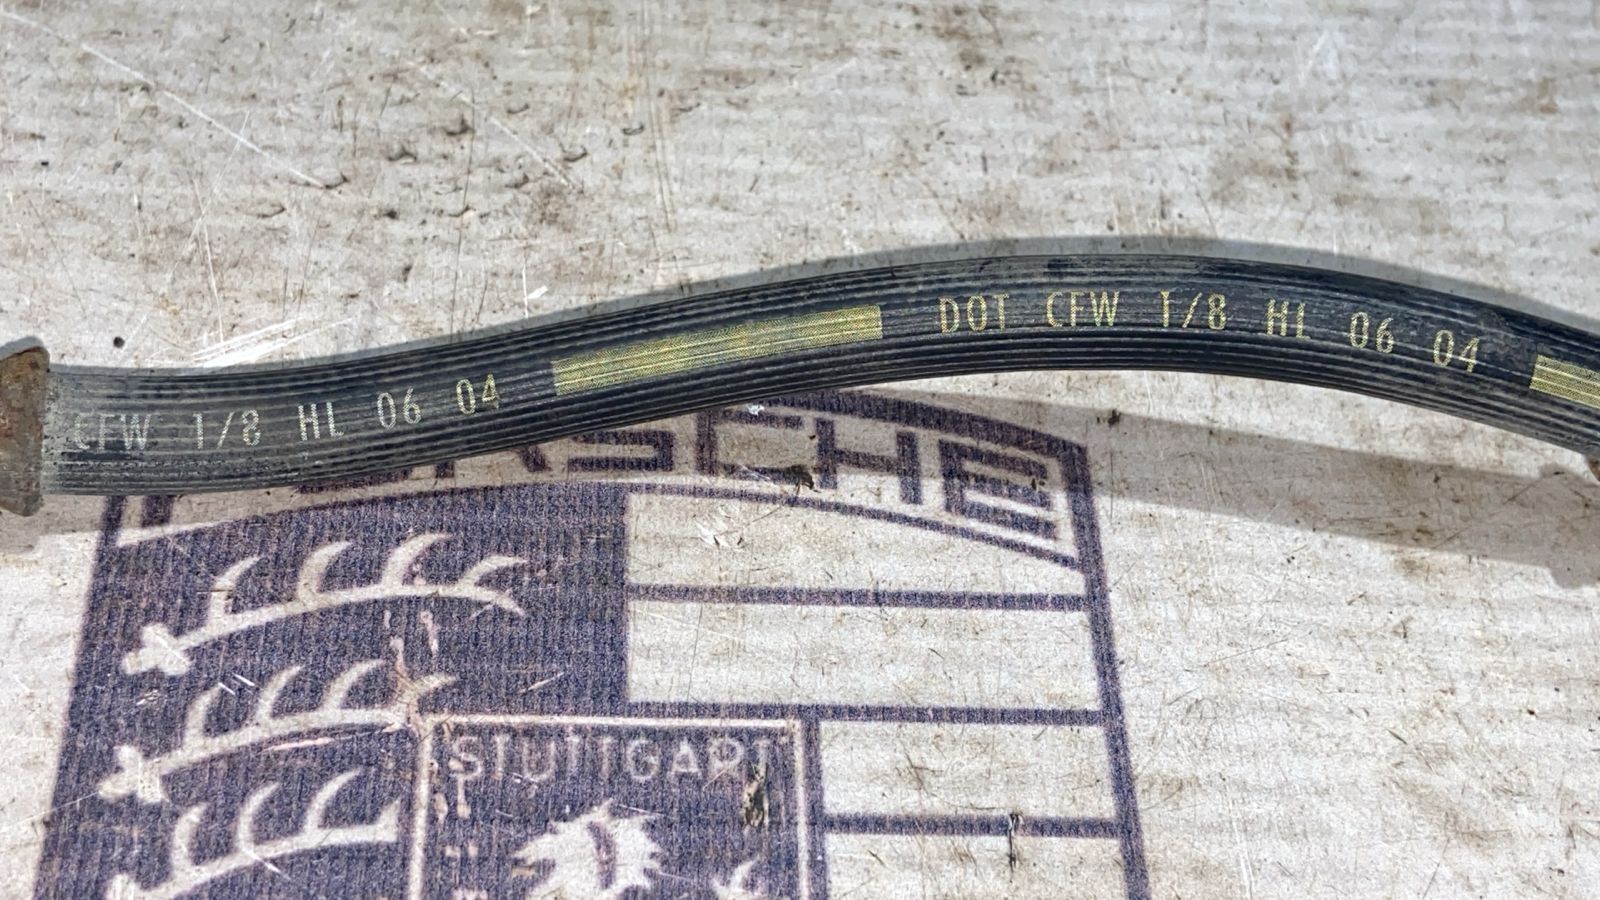 CFW 1/8 HL 06 04
DOT CFW 1/8 HL 06 04
PORSCHE
STUTTGART